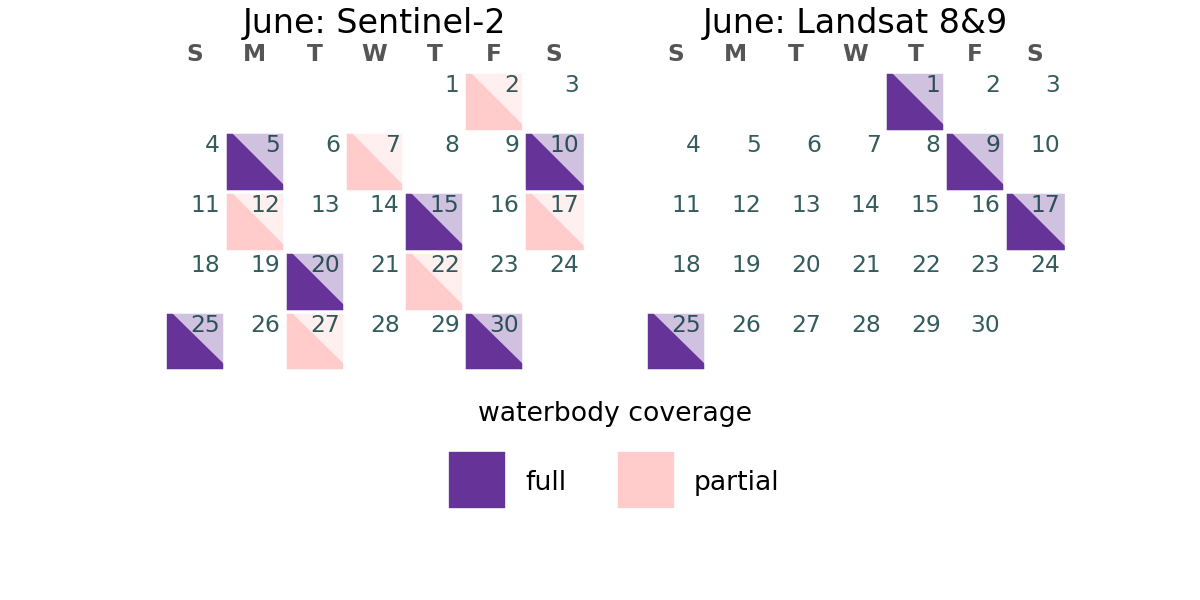 June: Sentinel-2
S M T W T F S
1 2 3
4 5 6 7 8 9 10
11 12 13 14 15 16 17
18 19 20 21 22 23 24
25 26 27 28 29 30
June: Landsat 8&9
S M T W T F S
1 2 3
4 5 6 7 8 9 10
11 12 13 14 15 16 17
18 19 20 21 22 23 24
25 26 27 28 29 30
waterbody coverage
full partial